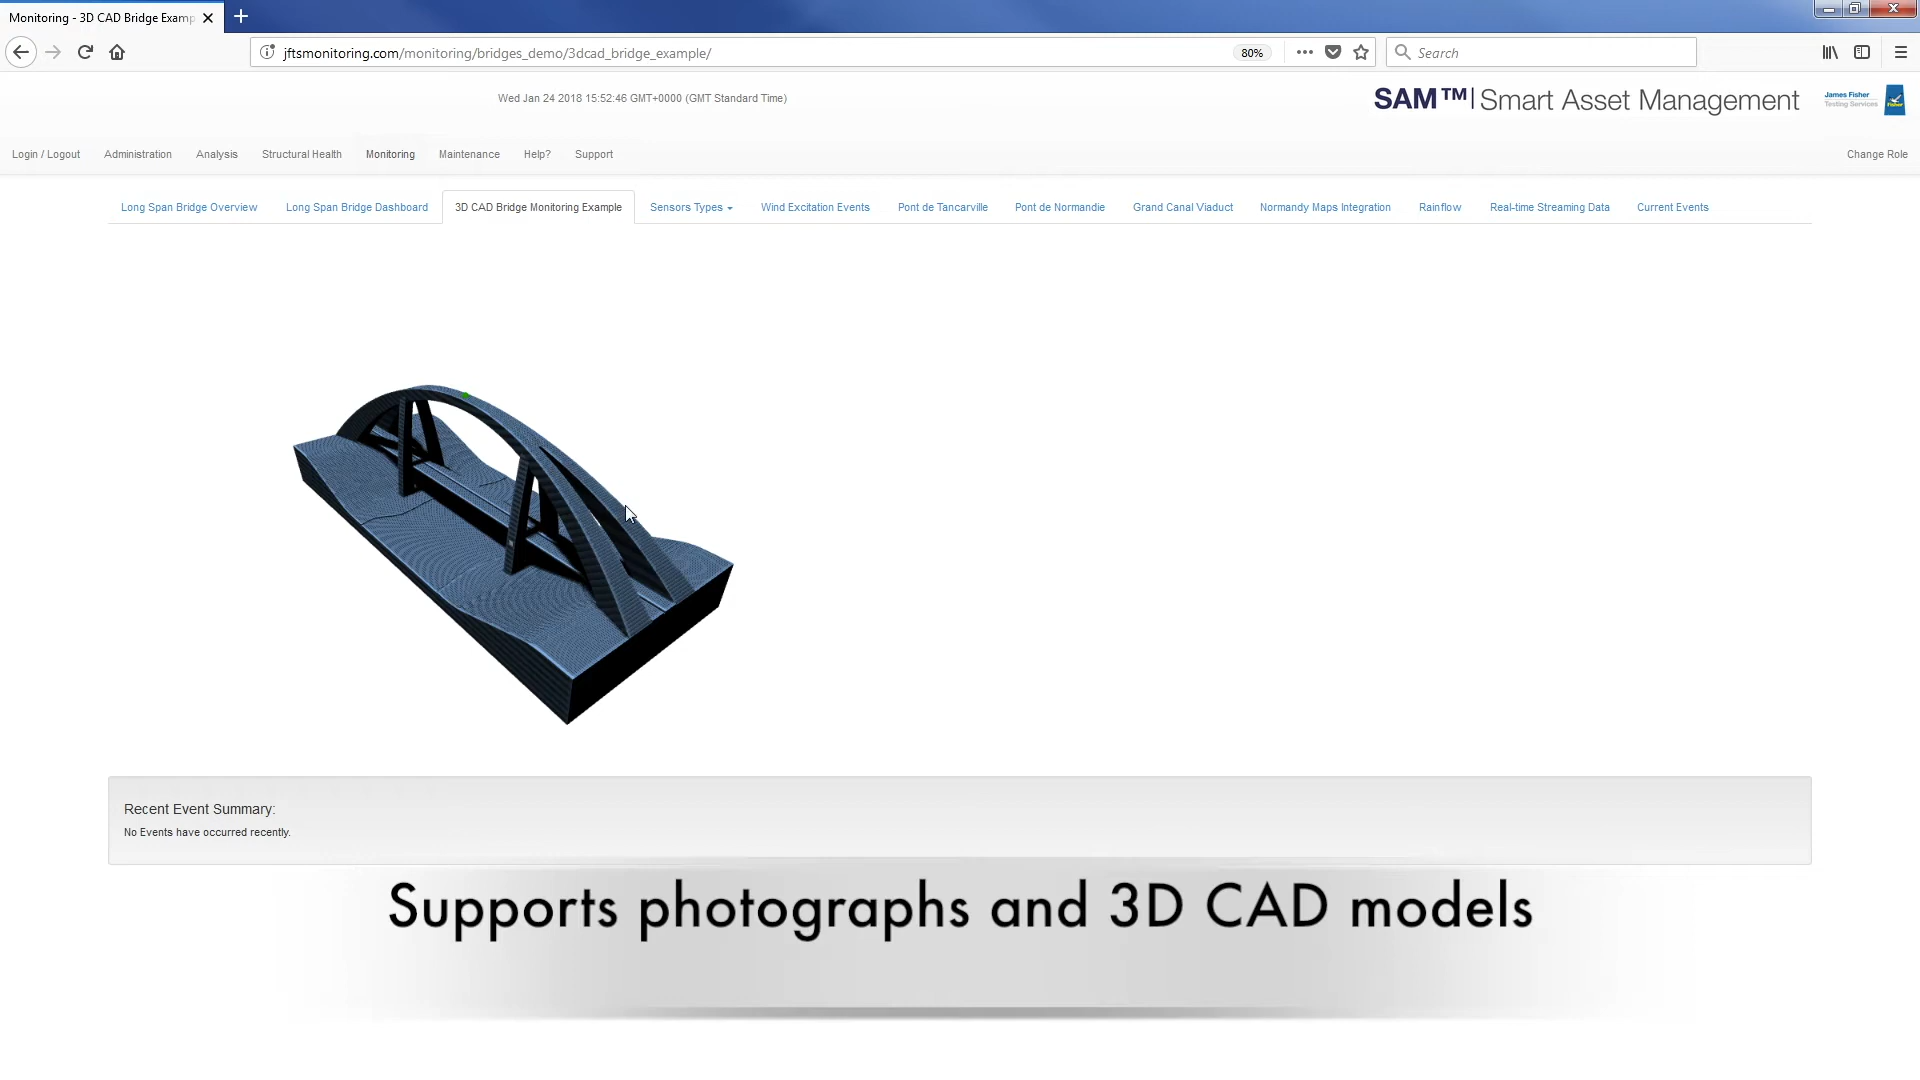 Monitoring - 3D CAD Bridge Examp
jftsmonitoring.com/monitoring/bridges_demo/3dcad_bridge_example/
80%
Search
Wed Jan 24 2018 15:52:46 GMT+0000 (GMT Standard Time)
SAM™| Smart Asset Management
James Fisher
Testing Services
Fisher
Login / Logout
Administration
Analysis
Structural Health
Monitoring
Maintenance
Help?
Support
Change Role
Long Span Bridge Overview
Long Span Bridge Dashboard
3D CAD Bridge Monitoring Example
Sensors Types
Wind Excitation Events
Pont de Tancarville
Pont de Normandie
Grand Canal Viaduct
Normandy Maps Integration
Rainflow
Real-time Streaming Data
Current Events
Recent Event Summary:
No Events have occurred recently.
Supports photographs and 3D CAD models